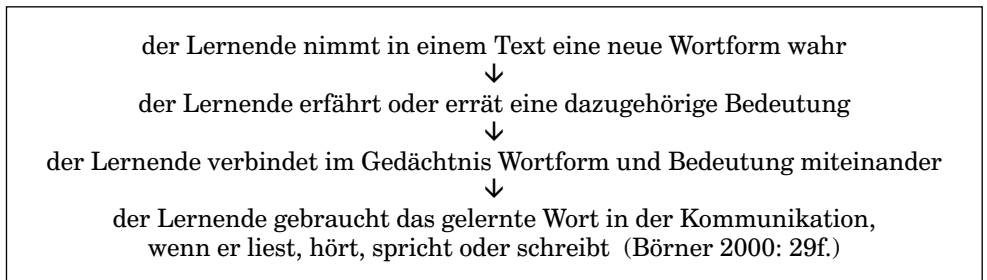 der Lernende nimmt in einem Text eine neue Wortform wahr
↓
der Lernende erfährt oder errät eine dazugehörige Bedeutung
↓
der Lernende verbindet im Gedächtnis Wortform und Bedeutung miteinander
↓
der Lernende gebraucht das gelernte Wort in der Kommunikation,
wenn er liest, hört, spricht oder schreibt (Börner 2000: 29f.)